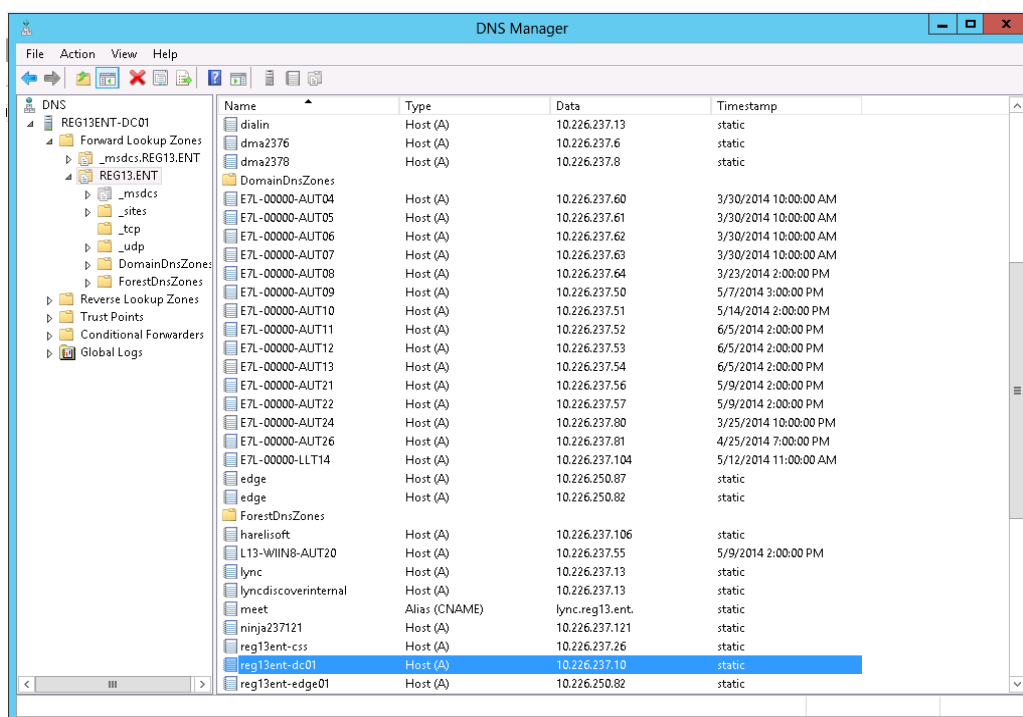 DNS Manager
File Action View Help
DNS
REG13ENT-DC01
Forward Lookup Zones
_msdcs.REG13.ENT
REG13.ENT
_msdcs
_sites
_tcp
_udp
DomainDnsZones
ForestDnsZones
Reverse Lookup Zones
Trust Points
Conditional Forwarders
Global Logs
Name Type Data Timestamp
dialin Host (A) 10.226.237.13 static
dma2376 Host (A) 10.226.237.6 static
dma2378 Host (A) 10.226.237.8 static
DomainDnsZones
E7L-00000-AUT04 Host (A) 10.226.237.60 3/30/2014 10:00:00 AM
E7L-00000-AUT05 Host (A) 10.226.237.61 3/30/2014 10:00:00 AM
E7L-00000-AUT06 Host (A) 10.226.237.62 3/30/2014 10:00:00 AM
E7L-00000-AUT07 Host (A) 10.226.237.63 3/30/2014 10:00:00 AM
E7L-00000-AUT08 Host (A) 10.226.237.64 3/23/2014 2:00:00 PM
E7L-00000-AUT09 Host (A) 10.226.237.50 5/7/2014 3:00:00 PM
E7L-00000-AUT10 Host (A) 10.226.237.51 5/14/2014 2:00:00 PM
E7L-00000-AUT11 Host (A) 10.226.237.52 6/5/2014 2:00:00 PM
E7L-00000-AUT12 Host (A) 10.226.237.53 6/5/2014 2:00:00 PM
E7L-00000-AUT13 Host (A) 10.226.237.54 6/5/2014 2:00:00 PM
E7L-00000-AUT21 Host (A) 10.226.237.56 5/9/2014 2:00:00 PM
E7L-00000-AUT22 Host (A) 10.226.237.57 5/9/2014 2:00:00 PM
E7L-00000-AUT24 Host (A) 10.226.237.80 3/25/2014 10:00:00 PM
E7L-00000-AUT26 Host (A) 10.226.237.81 4/25/2014 7:00:00 PM
E7L-00000-LLT14 Host (A) 10.226.237.104 5/12/2014 11:00:00 AM
edge Host (A) 10.226.250.87 static
edge Host (A) 10.226.250.82 static
ForestDnsZones
harelisoft Host (A) 10.226.237.106 static
L13-WIIN8-AUT20 Host (A) 10.226.237.55 5/9/2014 2:00:00 PM
lync Host (A) 10.226.237.13 static
lyncdiscoverinternal Host (A) 10.226.237.13 static
meet Alias (CNAME) lync.reg13.ent. static
ninja237121 Host (A) 10.226.237.121 static
reg13ent-css Host (A) 10.226.237.26 static
reg13ent-dc01 Host (A) 10.226.237.10 static
reg13ent-edge01 Host (A) 10.226.250.82 static